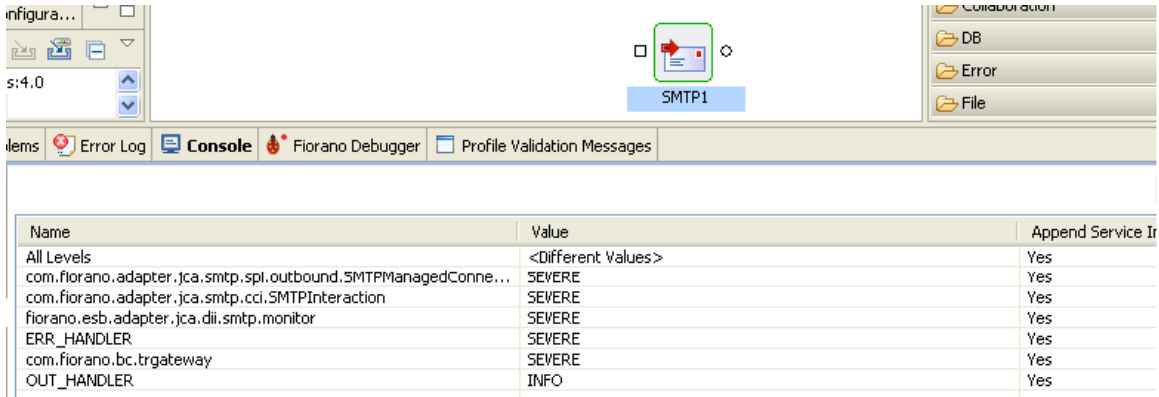 onfigura...
s:4.0
SMTP1
Collaboration
DB
Error
File
olems Error Log Console Fiorano Debugger Profile Validation Messages
Name Value Append Service In
All Levels <Different Values> Yes
com.fiorano.adapter.jca.smtp.spi.outbound.SMTPManagedConne... SEVERE Yes
com.fiorano.adapter.jca.smtp.cci.SMTPInteraction SEVERE Yes
fiorano.esb.adapter.jca.dii.smtp.monitor SEVERE Yes
ERR_HANDLER SEVERE Yes
com.fiorano.bc.trgateway SEVERE Yes
OUT_HANDLER INFO Yes